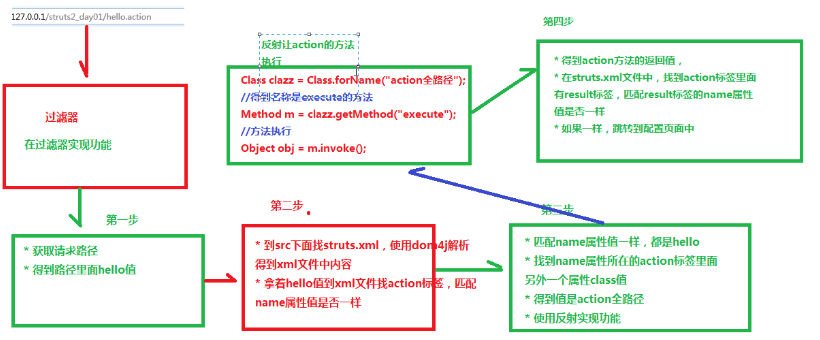 127.0.0.1/struts2_day01/hello.action
过滤器
在过滤器实现功能
第一步
* 获取请求路径
* 得到路径里面hello值
第二步
* 到src下面找struts.xml，使用dom4j解析
得到xml文件中内容
* 拿着hello值到xml文件找action标签，匹配
name属性值是否一样
第三步
* 匹配name属性值一样，都是hello
* 找到name属性所在的action标签里面
另外一个属性class值
* 得到值是action全路径
* 使用反射实现功能
反射让action的方法
执行
Class clazz = Class.forName("action全路径");
//得到名称是execute的方法
Method m = clazz.getMethod("execute");
//方法执行
Object obj = m.invoke();
第四步
* 得到action方法的返回值，
* 在struts.xml文件中，找到action标签里面
有result标签，匹配result标签的name属性
值是否一样
* 如果一样，跳转到配置页面中